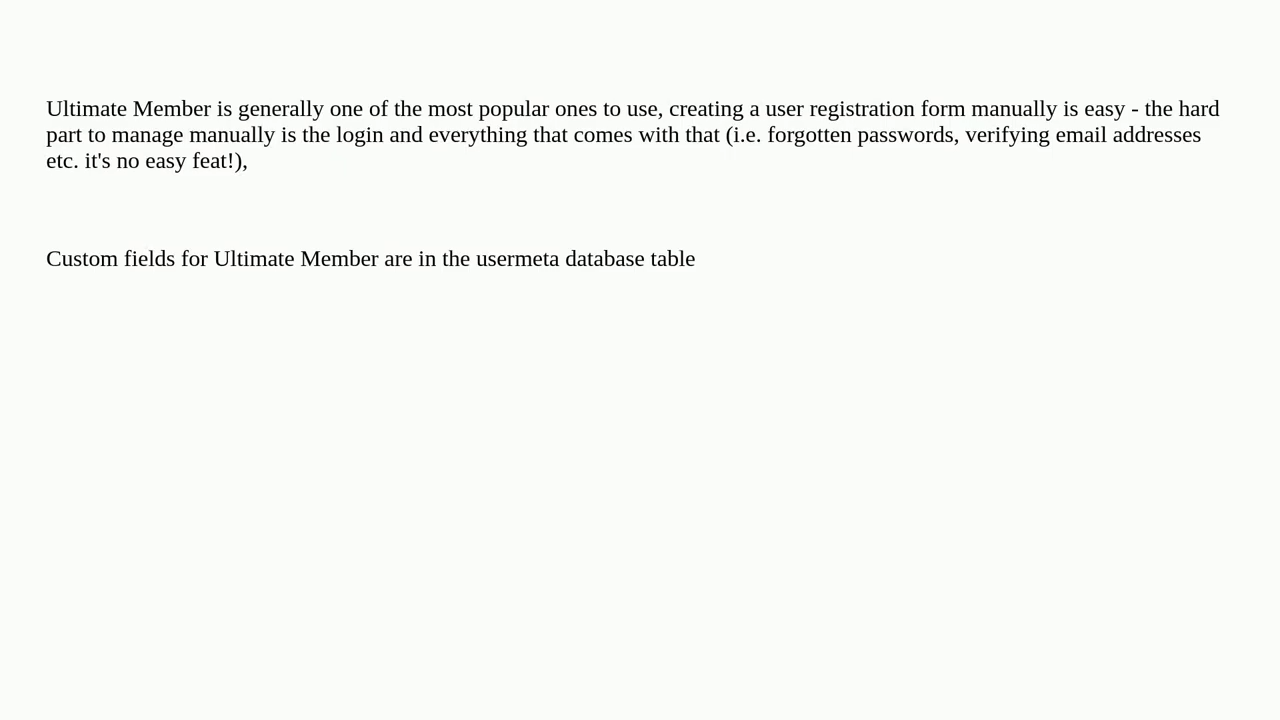 Ultimate Member is generally one of the most popular ones to use, creating a user registration form manually is easy - the hard
part to manage manually is the login and everything that comes with that (i.e. forgotten passwords, verifying email addresses
etc. it's no easy feat!),
Custom fields for Ultimate Member are in the usermeta database table